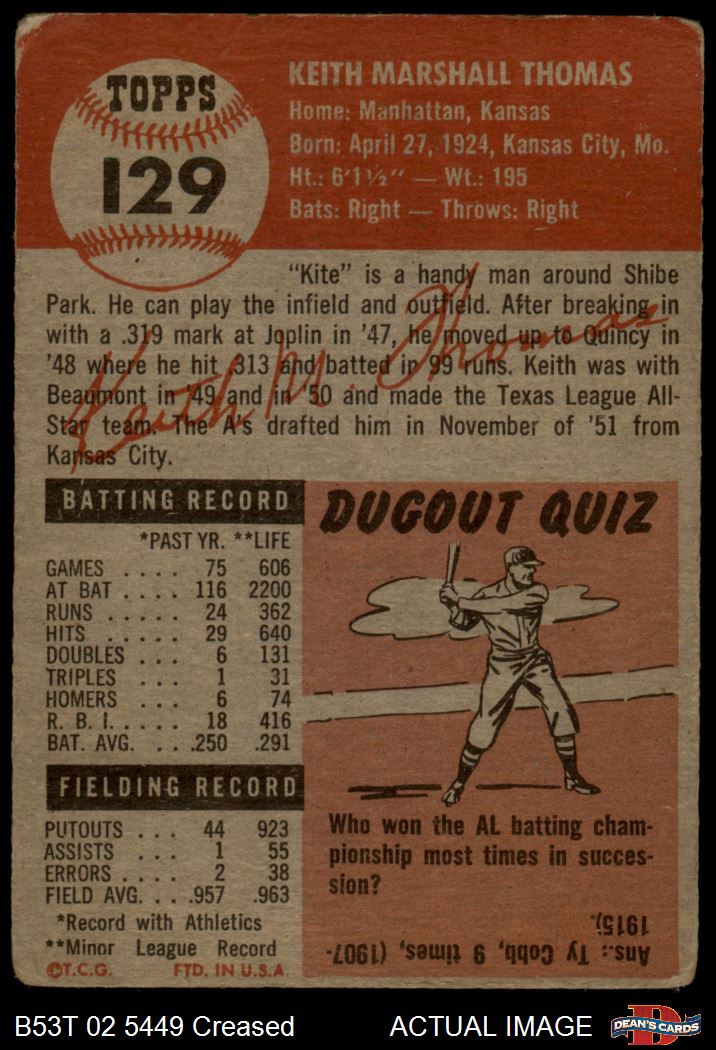 TOPPS
129
KEITH MARSHALL THOMAS
Home: Manhattan, Kansas
Born: April 27, 1924, Kansas City, Mo.
Ht.: 6'1½" — Wt.: 195
Bats: Right — Throws: Right
"Kite" is a handy man around Shibe
Park. He can play the infield and outfield. After breaking in
with a .319 mark at Joplin in '47, he moved up to Quincy in
'48 where he hit .313 and batted in 99 runs. Keith was with
Beaumont in '49 and in '50 and made the Texas League All-
Star team. The A's drafted him in November of '51 from
Kansas City.
Keith M. Thomas
BATTING RECORD
*PAST YR. **LIFE
GAMES .... 75 606
AT BAT .... 116 2200
RUNS ..... 24 362
HITS ..... 29 640
DOUBLES ... 6 131
TRIPLES ... 1 31
HOMERS ... 6 74
R. B. I. .... 18 416
BAT. AVG. ... .250 .291
FIELDING RECORD
PUTOUTS ... 44 923
ASSISTS ... 1 55
ERRORS ... 2 38
FIELD AVG. ... .957 .963
*Record with Athletics
**Minor League Record
©T.C.G. PTD. IN U.S.A
DUGOUT QUIZ
Who won the AL batting cham-
pionship most times in succes-
sion?
Ans.: Ty Cobb, 9 times, (1907-
1915).
B53T 02 5449 Creased
ACTUAL IMAGE
D
DEAN'S CARDS